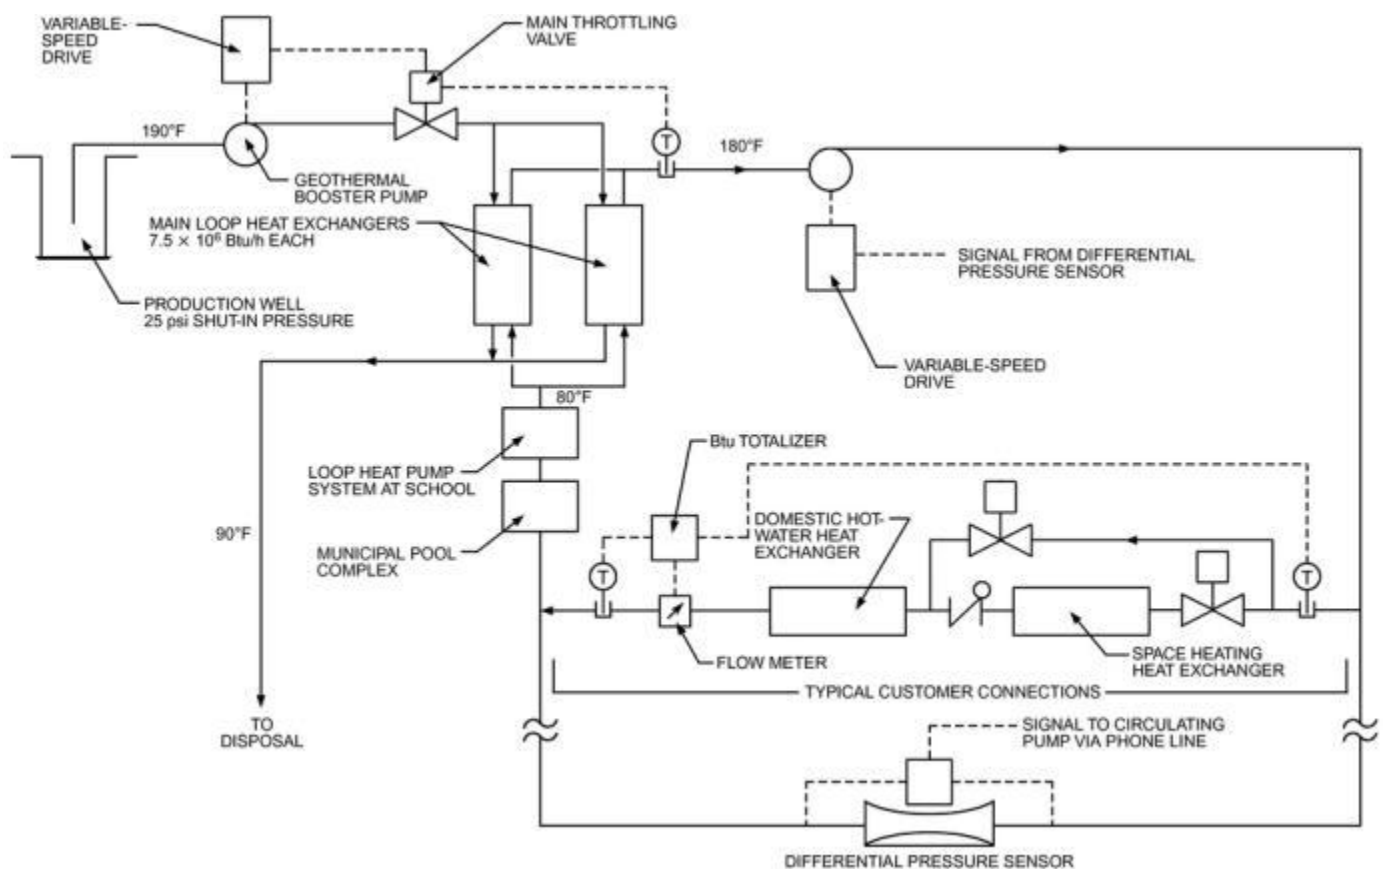 VARIABLE-
SPEED
DRIVE
MAIN THROTTLING
VALVE
190°F
T
180°F
GEOTHERMAL
BOOSTER PUMP
MAIN LOOP HEAT EXCHANGERS
7.5 × 10⁶ Btu/h EACH
SIGNAL FROM DIFFERENTIAL
PRESSURE SENSOR
PRODUCTION WELL
25 psi SHUT-IN PRESSURE
VARIABLE-SPEED
DRIVE
80°F
Btu TOTALIZER
LOOP HEAT PUMP
SYSTEM AT SCHOOL
90°F
DOMESTIC HOT-
WATER HEAT
EXCHANGER
MUNICIPAL POOL
COMPLEX
T
T
FLOW METER
SPACE HEATING
HEAT EXCHANGER
TYPICAL CUSTOMER CONNECTIONS
TO
DISPOSAL
SIGNAL TO CIRCULATING
PUMP VIA PHONE LINE
DIFFERENTIAL PRESSURE SENSOR